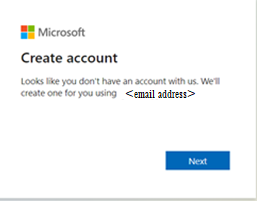 Microsoft
Create account
Looks like you don't have an account with us. We'll
create one for you using <email address>
Next